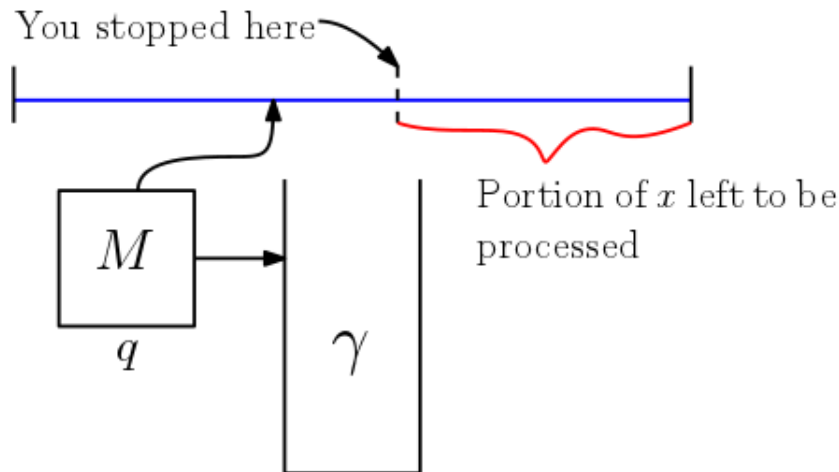 You stopped here
Portion of x left to be
processed
M
q
γ